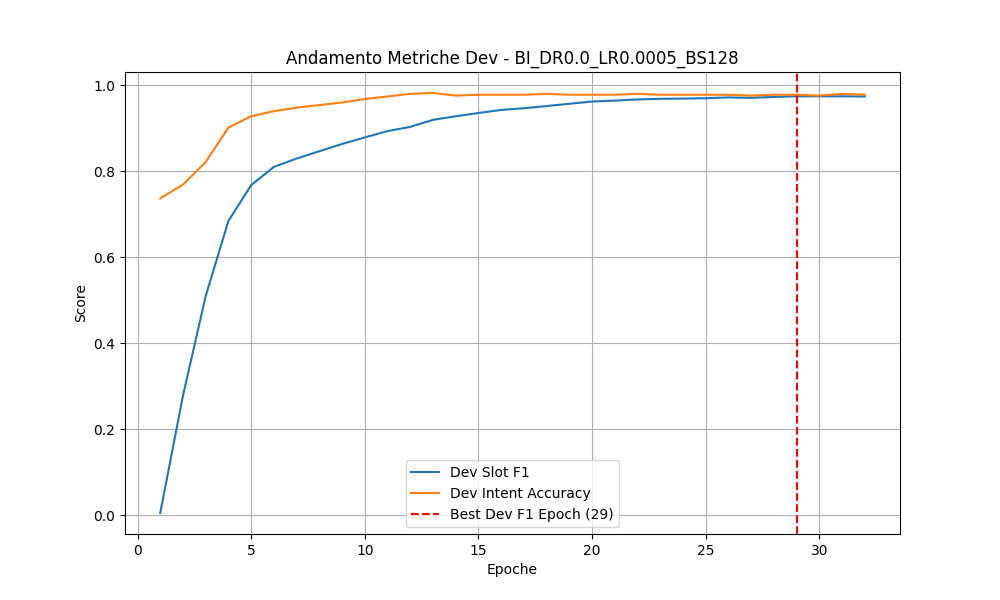 Andamento Metriche Dev - BI_DR0.0_LR0.0005_BS128
1.0
0.8
0.6
0.4
0.2
0.0
Score
Dev Slot F1
Dev Intent Accuracy
Best Dev F1 Epoch (29)
0 5 10 15 20 25 30
Epoche